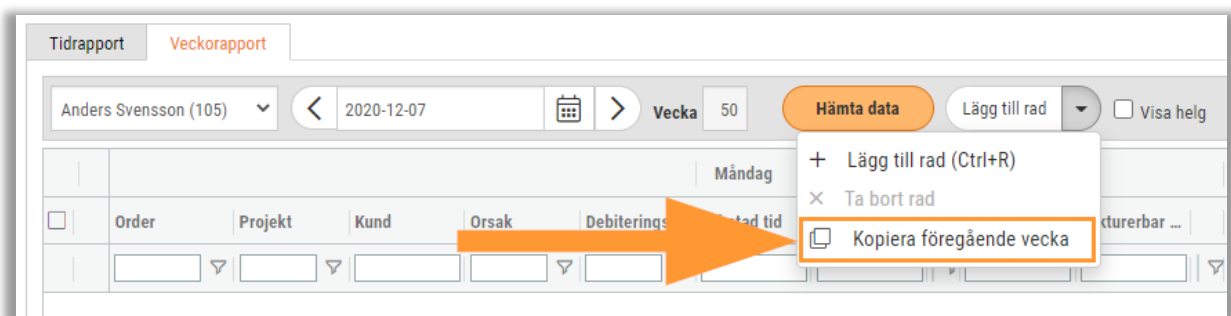 Tidrapport Veckorapport
Anders Svensson (105) 2020-12-07 Vecka 50 Hämta data Lägg till rad Visa helg
Måndag
Lägg till rad (Ctrl+R)
Ta bort rad
Order Projekt Kund Orsak Debiterings tad tid kturerbar ...
Kopiera föregående vecka